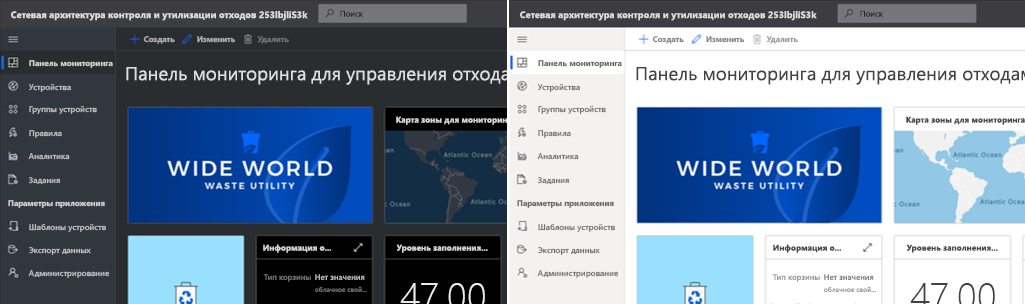 Сетевая архитектура контроля и утилизации отходов 253lbjliS3k
Поиск
Создать Изменить Удалить
Панель мониторинга
Устройства
Группы устройств
Правила
Аналитика
Задания
Параметры приложения
Шаблоны устройств
Экспорт данных
Администрирование
Панель мониторинга для управления отхо
WIDE WORLD
WASTE UTILITY
Карта зоны для мониторин
Atlantic Ocean
Atlantic Ocean
Информация о...
Тип корзины Нет значения
облачное свой...
Уровень заполнения...
47.00
Сетевая архитектура контроля и утилизации отходов 253lbjliS3k
Поиск
Создать Изменить Удалить
Панель мониторинга
Устройства
Группы устройств
Правила
Аналитика
Задания
Параметры приложения
Шаблоны устройств
Экспорт данных
Администрирование
Панель мониторинга для управления отходам
WIDE WORLD
WASTE UTILITY
Карта зоны для мониторинга
Atlantic Ocean
Atlantic Ocean
Информация о...
Тип корзины Нет значения
облачное свой...
Уровень заполнения...
47.00